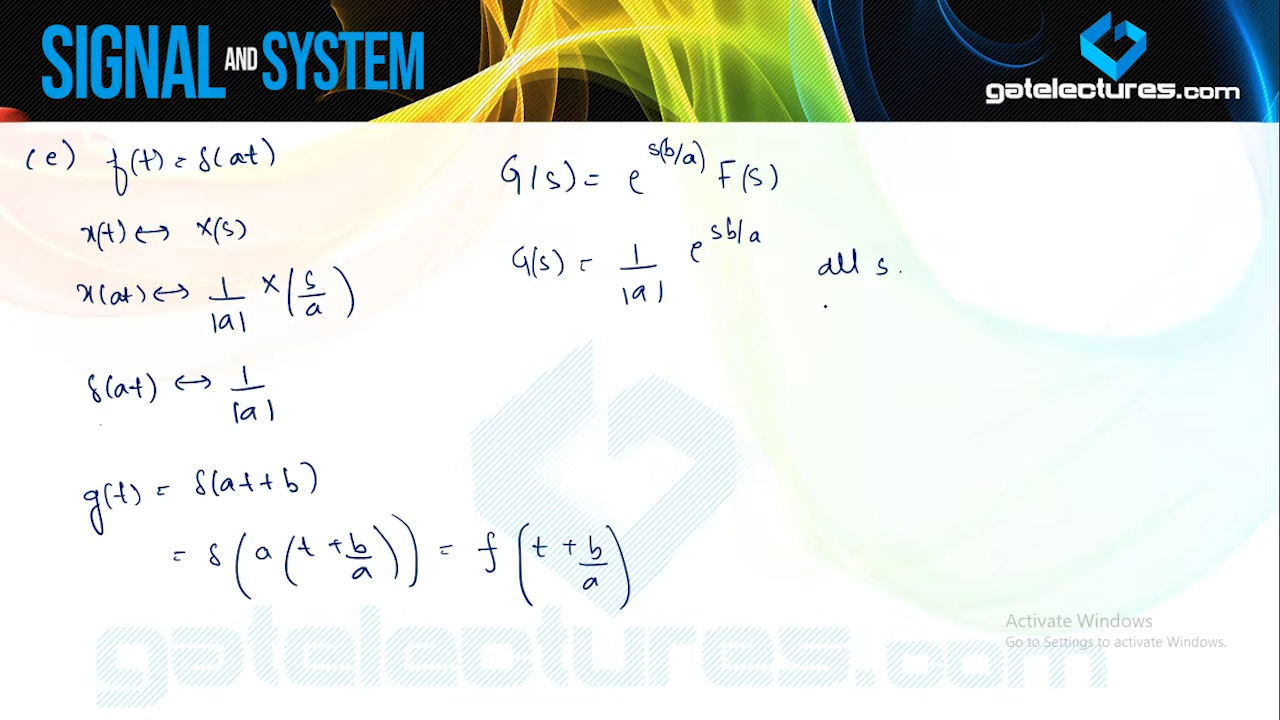 SIGNAL AND SYSTEM
gatelectures.com
(e) f(t) = δ(at)
x(t) ↔ X(s)
x(at) ↔ 1/|a| X(s/a)
δ(at) ↔ 1/|a|
g(t) = δ(at+b)
= δ(a(t+b/a)) = f(t+b/a)
G(s) = e^{s(b/a)} F(s)
G(s) = 1/|a| e^{sb/a} all s.
gatelectures.com
Activate Windows
Go to Settings to activate Windows.